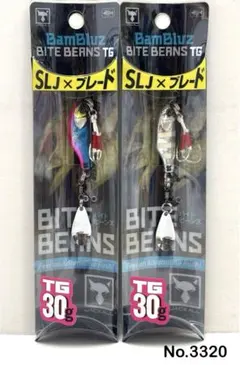 BamBluz
BITE BEANS TG
SLJ×ブレード
BITE
BEANS
TG
30g
BamBluz
BITE BEANS TG
SLJ×ブレード
BITE
BEANS
TG
30g
No.3320